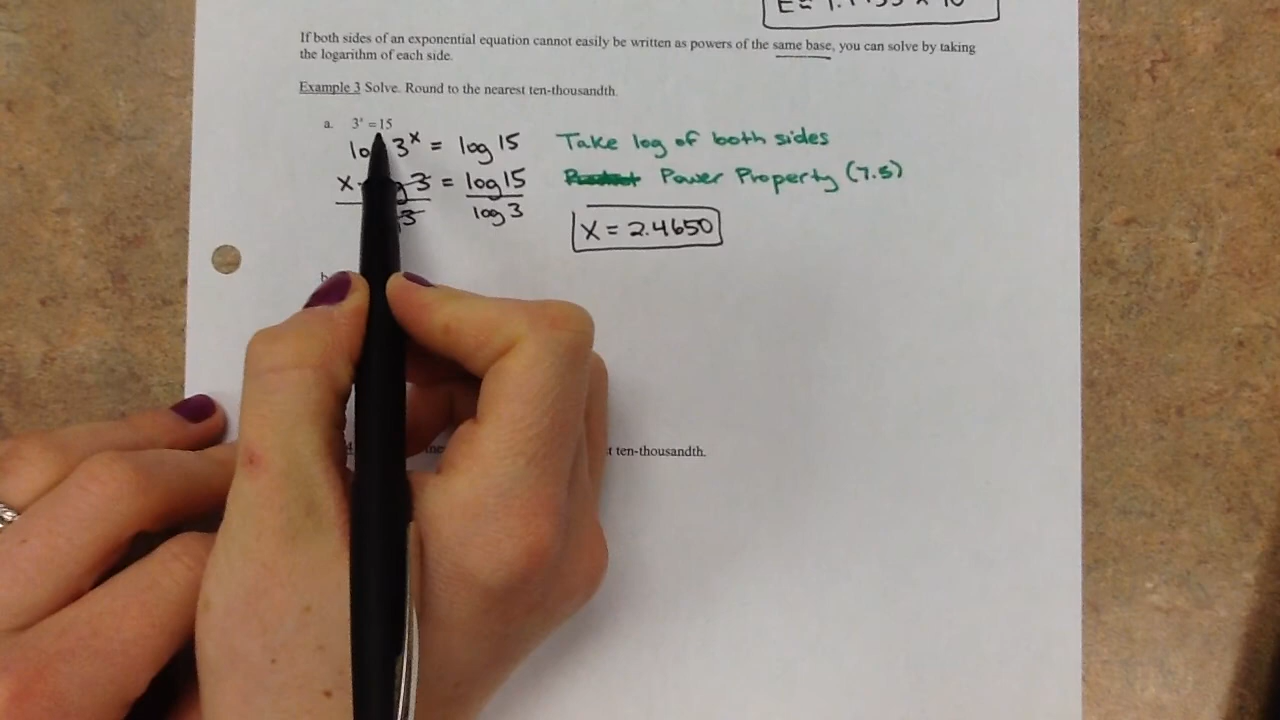 If both sides of an exponential equation cannot easily be written as powers of the same base, you can solve by taking
the logarithm of each side.
Example 3 Solve. Round to the nearest ten-thousandth.
a. 3ˣ = 15
3ˣ = log 15 Take log of both sides
x 3 = log 15 Power Property (7.5)
3 log 3
X = 2.4650
ten-thousandth.